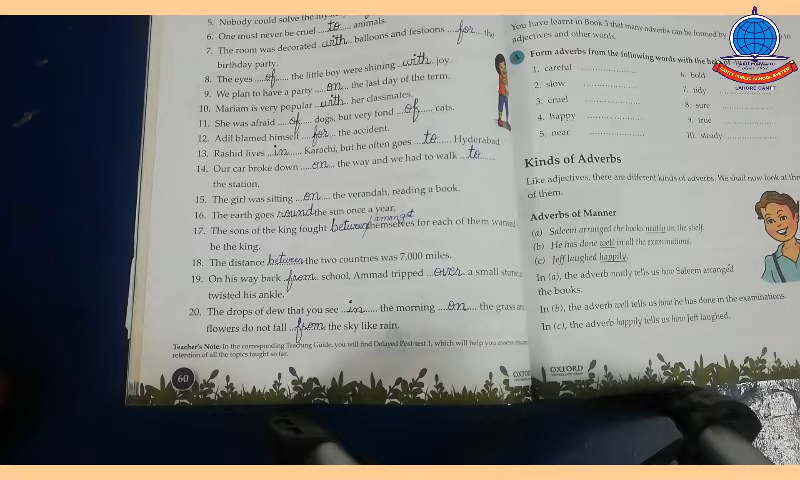 5. Nobody could solve the
6. One must never be cruel ...to... animals.
7. The room was decorated ..with.. balloons and festoons ....for... the
birthday party.
8. The eyes ....of..... the little boy were shining ..with.. joy.
9. We plan to have a party .....on.... the last day of the term.
10. Mariam is very popular ..with.. her classmates.
11. She was afraid ....of.... dogs, but very fond ....of.... cats.
12. Adil blamed himself ....for.... the accident.
13. Rashid lives ..in...... Karachi, but he often goes ....to...... Hyderabad
14. Our car broke down ....on.... the way and we had to walk ..to......
the station.
15. The girl was sitting ...on..... the verandah, reading a book.
16. The earth goes round the sun once a year.
17. The sons of the king fought between/amongst themselves for each of them wanted
be the king.
18. The distance between the two countries was 7,000 miles.
19. On his way back ..from.. school, Ammad tripped ...over.. a small stone
twisted his ankle.
20. The drops of dew that you see ....in..... the morning ....on.... the grass an
flowers do not fall ..from.. the sky like rain.
Teacher's Note: In the corresponding Teaching Guide, you will find Delayed Post-test 1, which will help you assess
retention of all the topics taught so far.
60
OXFORD
You have learnt in Book 3 that many adverbs can be formed by
to
adjectives and other words.
A Form adverbs from the following words with the
1. careful ..................
6. bold
2. slow ..................
7. tidy
3. cruel ..................
8. sure
4. happy ..................
9. true ..................
5. near ..................
10. steady ..................
Kinds of Adverbs
Like adjectives, there are different kinds of adverbs. We shall now look at
of them.
Adverbs of Manner
(a) Saleem arranged the books neatly on the shelf.
(b) He has done well in all the examinations.
(c) Jeff laughed happily.
In (a), the adverb neatly tells us how Saleem arranged
the books.
In (b), the adverb well tells us how he has done in the examinations.
In (c), the adverb happily tells us how Jeff laughed.
OXFORD
LAHORE CANTT